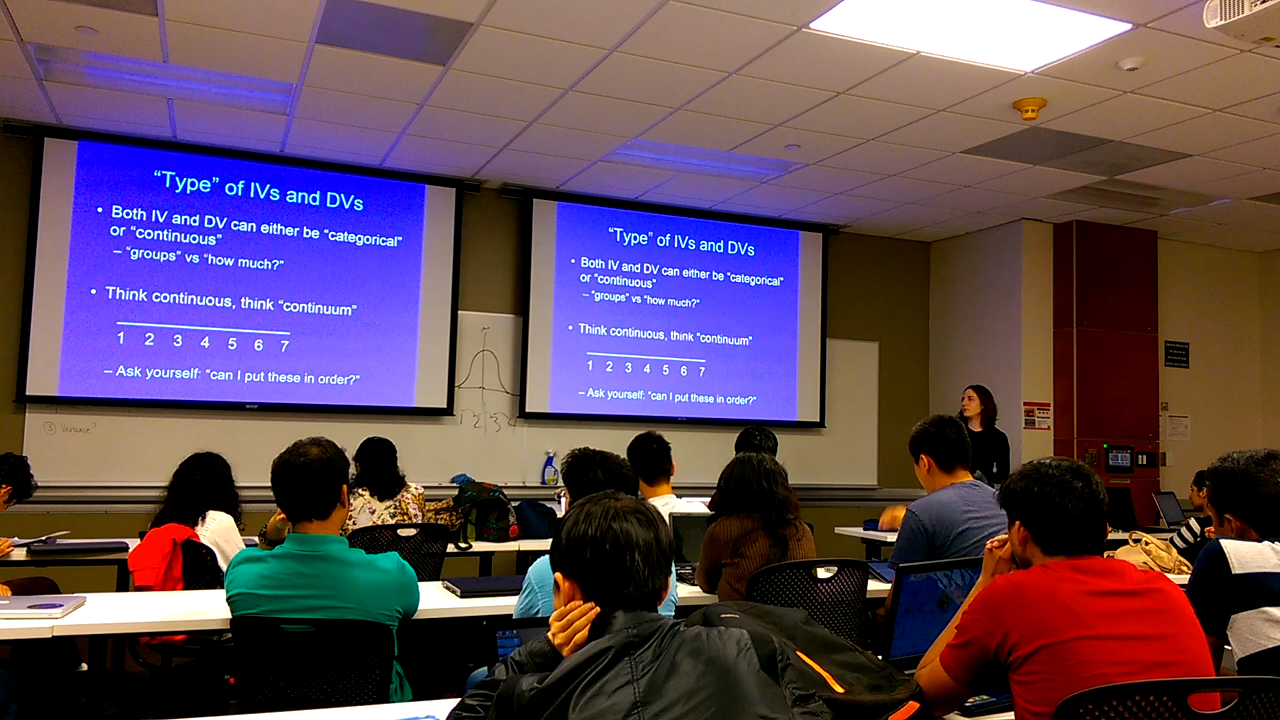 "Type" of IVs and DVs
• Both IV and DV can either be "categorical"
or "continuous"
– "groups" vs "how much?"
• Think continuous, think "continuum"
1 2 3 4 5 6 7
– Ask yourself: "can I put these in order?"
"Type" of IVs and DVs
• Both IV and DV can either be "categorical"
or "continuous"
– "groups" vs "how much?"
• Think continuous, think "continuum"
1 2 3 4 5 6 7
– Ask yourself: "can I put these in order?"
③ Variance?